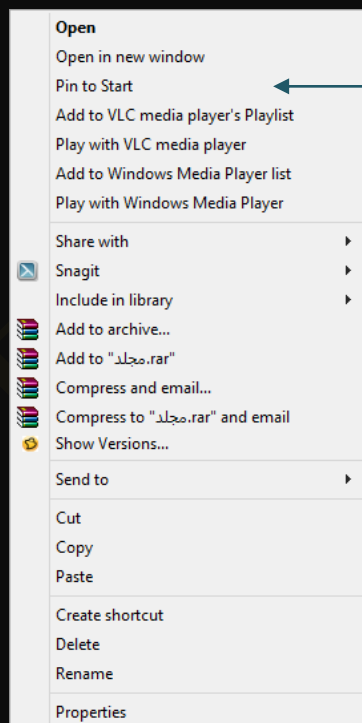 Open
Open in new window
Pin to Start
Add to VLC media player's Playlist
Play with VLC media player
Add to Windows Media Player list
Play with Windows Media Player
Share with
Snagit
Include in library
Add to archive...
Add to "مجلد.rar"
Compress and email...
Compress to "مجلد.rar" and email
Show Versions...
Send to
Cut
Copy
Paste
Create shortcut
Delete
Rename
Properties